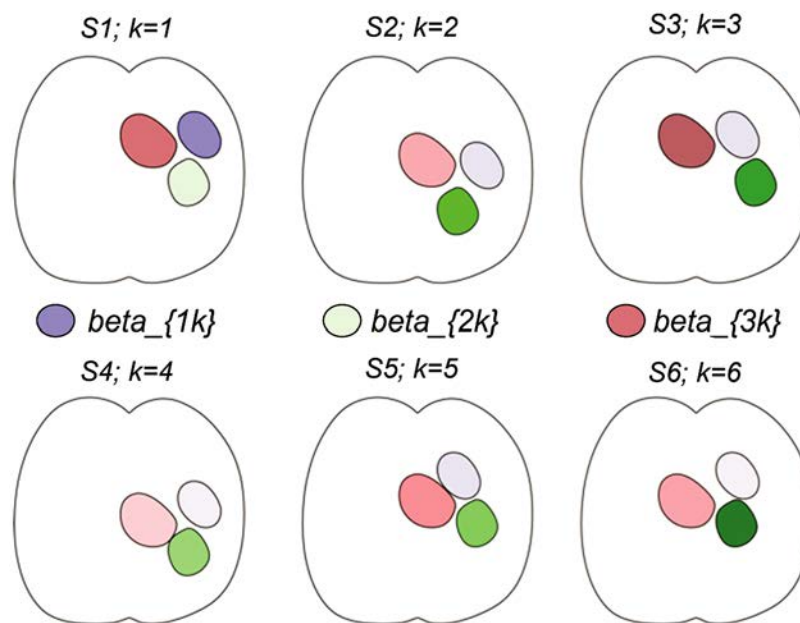 S1; k=1
S2; k=2
S3; k=3
beta_{1k}
beta_{2k}
beta_{3k}
S4; k=4
S5; k=5
S6; k=6